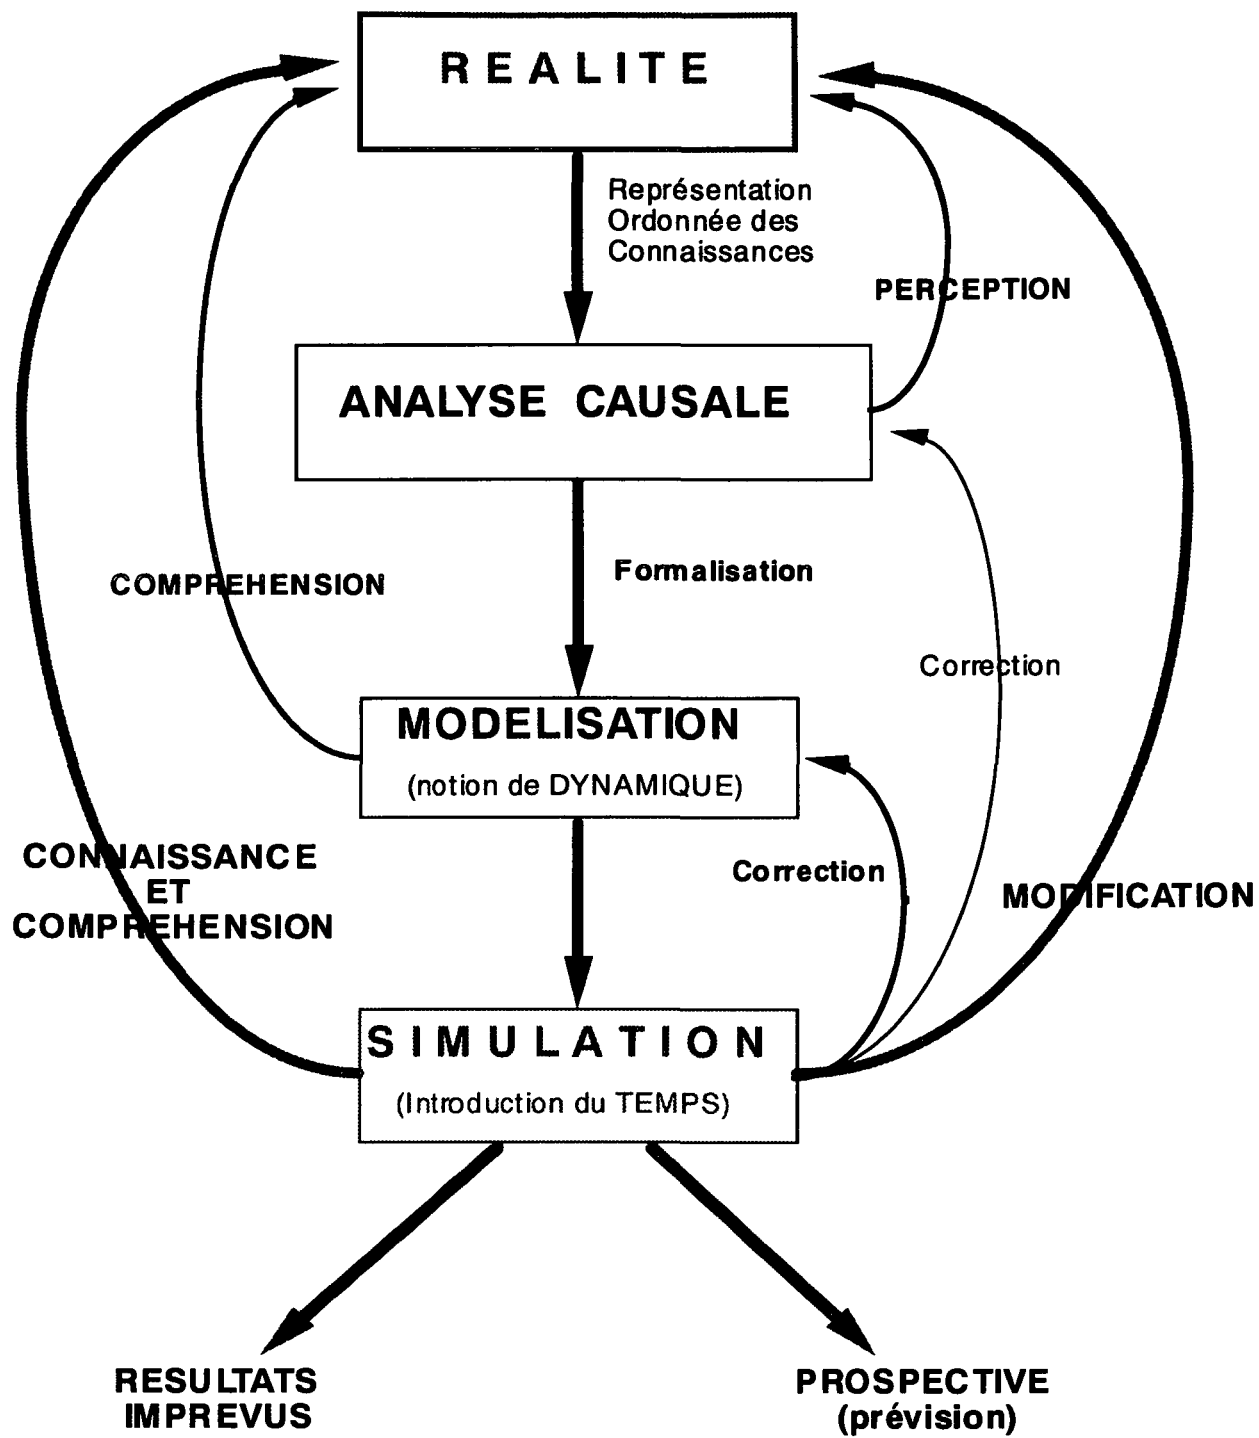 REALITE
Représentation
Ordonnée des
Connaissances
PERCEPTION
ANALYSE CAUSALE
Formalisation
COMPREHENSION
Correction
MODELISATION
(notion de DYNAMIQUE)
CONNAISSANCE
ET
COMPREHENSION
Correction
MODIFICATION
SIMULATION
(Introduction du TEMPS)
RESULTATS
IMPREVUS
PROSPECTIVE
(prévision)